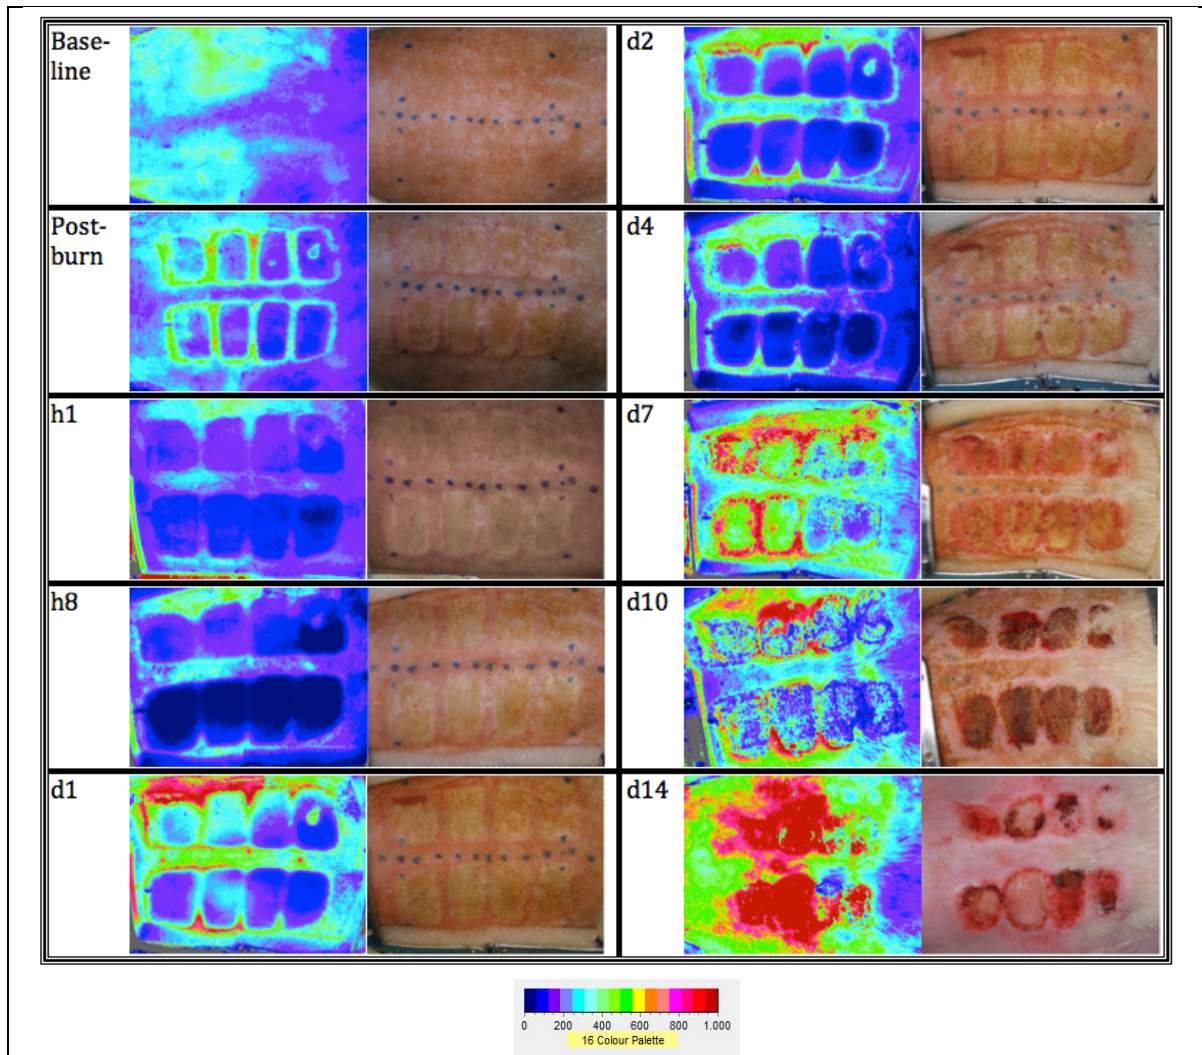 Base-
line
d2
Post-
burn
d4
h1
d7
h8
d10
d1
d14
0 200 400 600 800 1.000
16 Colour Palette